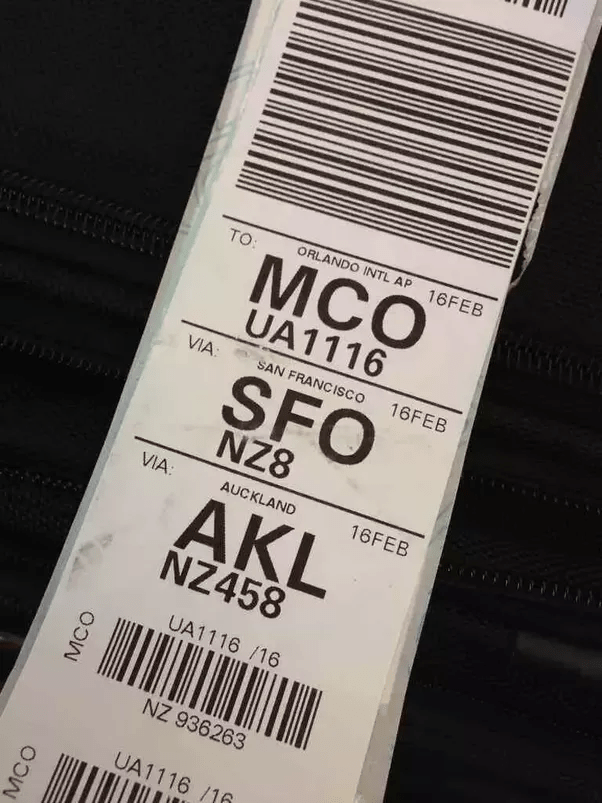 TO:
ORLANDO INTL AP
MCO
16FEB
UA1116
VIA:
SAN FRANCISCO
SFO
16FEB
NZ8
VIA:
AUCKLAND
AKL
16FEB
NZ458
MCO
UA1116 /16
NZ 936263
MCO
UA1116 /16